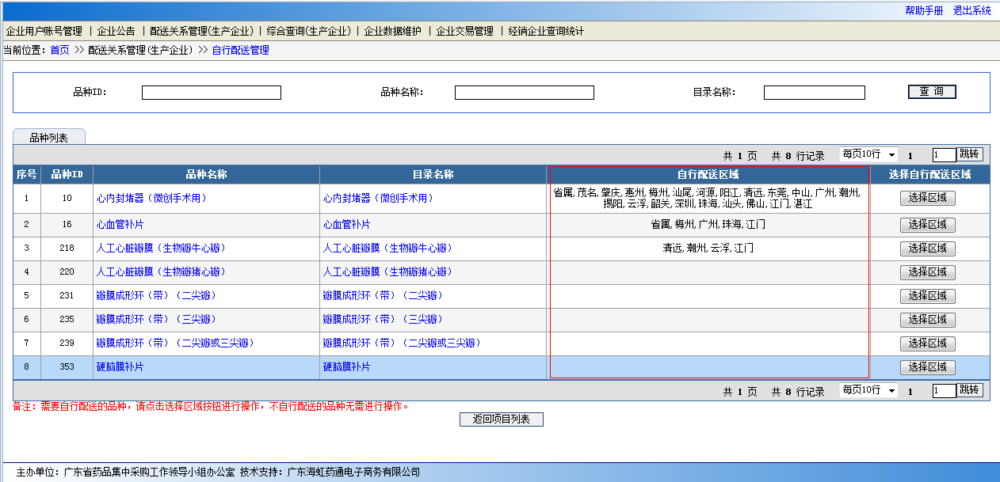 帮助手册 退出系统
企业用户账号管理 | 企业公告 | 配送关系管理(生产企业) | 综合查询(生产企业) | 企业数据维护 | 企业交易管理 | 经销企业查询统计
当前位置: 首页 >> 配送关系管理(生产企业) >> 自行配送管理
品种ID: 品种名称: 目录名称: 查 询
品种列表
共 1 页 共 8 行记录 每页10行 1 1 跳转
序号 品种ID 品种名称 目录名称 自行配送区域 选择自行配送区域
1 10 心内封堵器（微创手术用） 心内封堵器（微创手术用） 省属,茂名,肇庆,惠州,梅州,汕尾,河源,阳江,清远,东莞,中山,广州,潮州, 选择区域
揭阳,云浮,韶关,深圳,珠海,汕头,佛山,江门,湛江
2 16 心血管补片 心血管补片 省属,梅州,广州,珠海,江门 选择区域
3 218 人工心脏瓣膜（生物瓣牛心瓣） 人工心脏瓣膜（生物瓣牛心瓣） 清远,潮州,云浮,江门 选择区域
4 220 人工心脏瓣膜（生物瓣猪心瓣） 人工心脏瓣膜（生物瓣猪心瓣） 选择区域
5 231 瓣膜成形环（带）（二尖瓣） 瓣膜成形环（带）（二尖瓣） 选择区域
6 235 瓣膜成形环（带）（三尖瓣） 瓣膜成形环（带）（三尖瓣） 选择区域
7 239 瓣膜成形环（带）（二尖瓣或三尖瓣） 瓣膜成形环（带）（二尖瓣或三尖瓣） 选择区域
8 353 硬脑膜补片 硬脑膜补片 选择区域
共 1 页 共 8 行记录 每页10行 1 1 跳转
备注: 需要自行配送的品种，请点击选择区域按钮进行操作，不自行配送的品种无需进行操作。
返回项目列表
主办单位: 广东省药品集中采购工作领导小组办公室 技术支持: 广东海虹药通电子商务有限公司